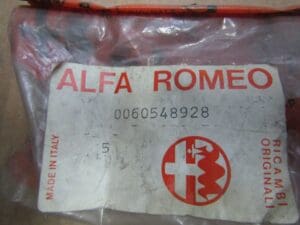 ALFA ROMEO
0060548928
5
MADE IN ITALY
RICAMBI
ORIGINALI